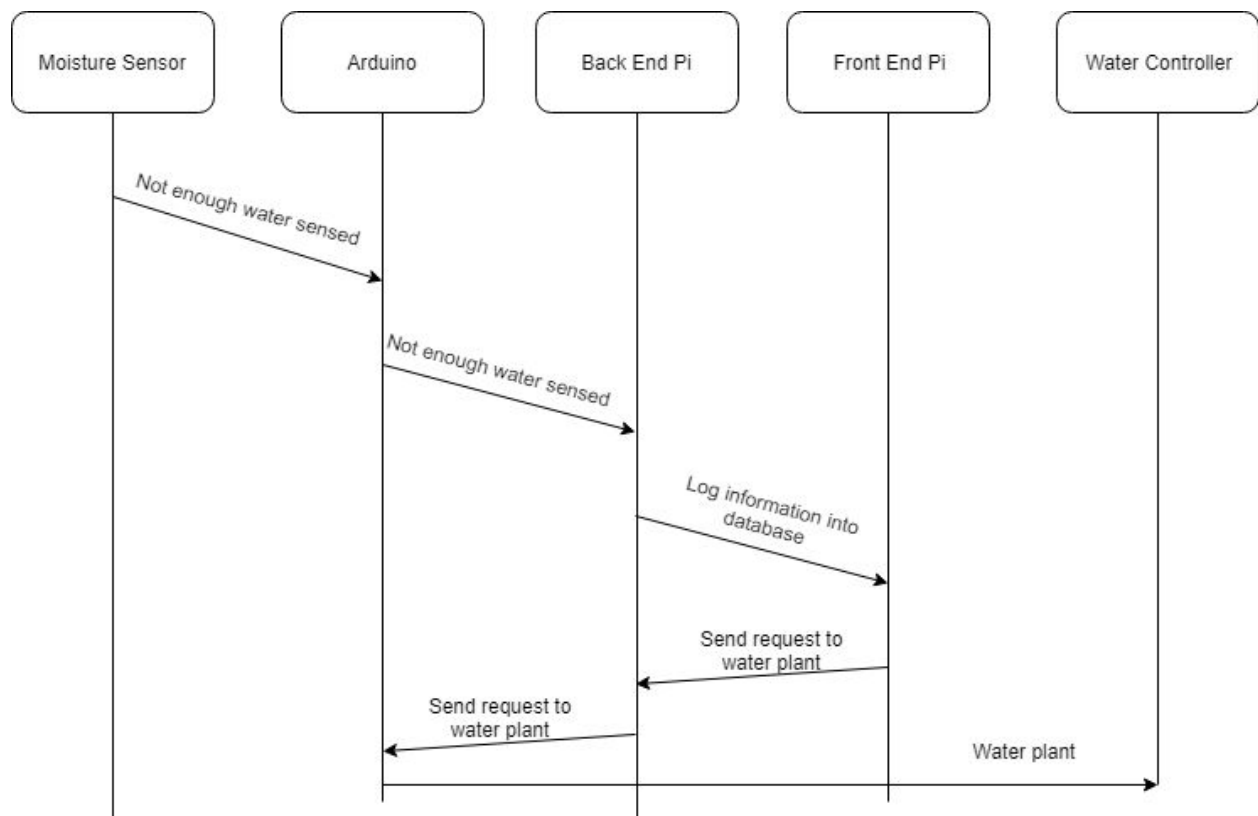 Moisture Sensor
Arduino
Back End Pi
Front End Pi
Water Controller
Not enough water sensed
Not enough water sensed
Log information into
database
Send request to
water plant
Send request to
water plant
Water plant